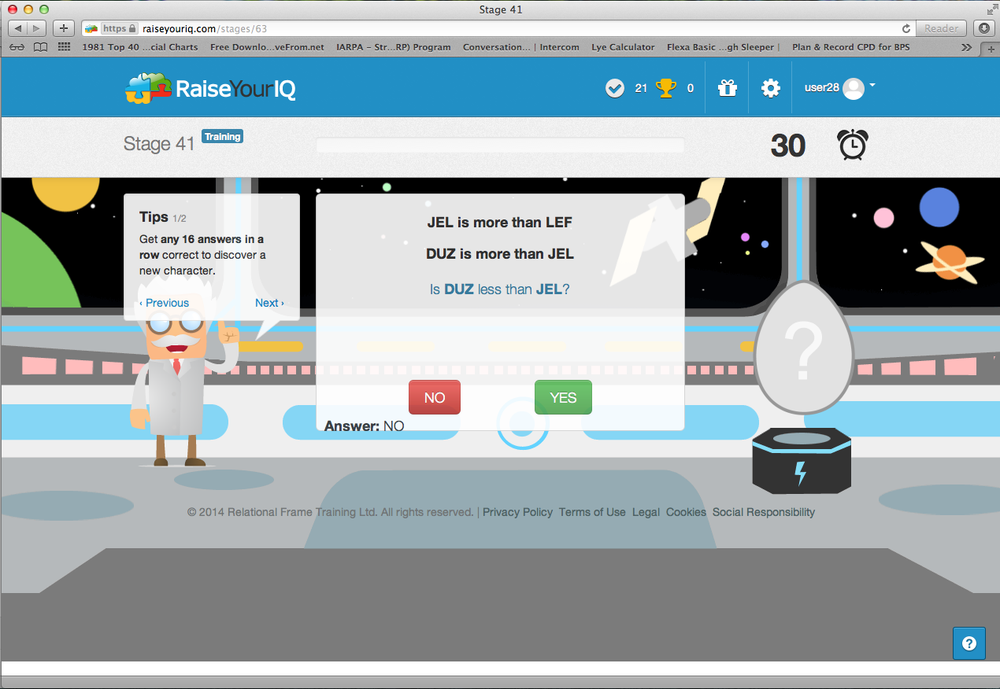 Stage 41
https raiseyouriq.com/stages/63 Reader
1981 Top 40 ...cial Charts Free Downlo...veFrom.net IARPA – Str...RP) Program Conversation... | Intercom Lye Calculator Flexa Basic ...gh Sleeper | Plan & Record CPD for BPS
RaiseYourIQ 21 0 user28
Stage 41 Training 30
Tips 1/2
Get any 16 answers in a
row correct to discover a
new character.
‹ Previous Next ›
JEL is more than LEF
DUZ is more than JEL
Is DUZ less than JEL?
NO YES
Answer: NO
?
© 2014 Relational Frame Training Ltd. All rights reserved. | Privacy Policy Terms of Use Legal Cookies Social Responsibility
?